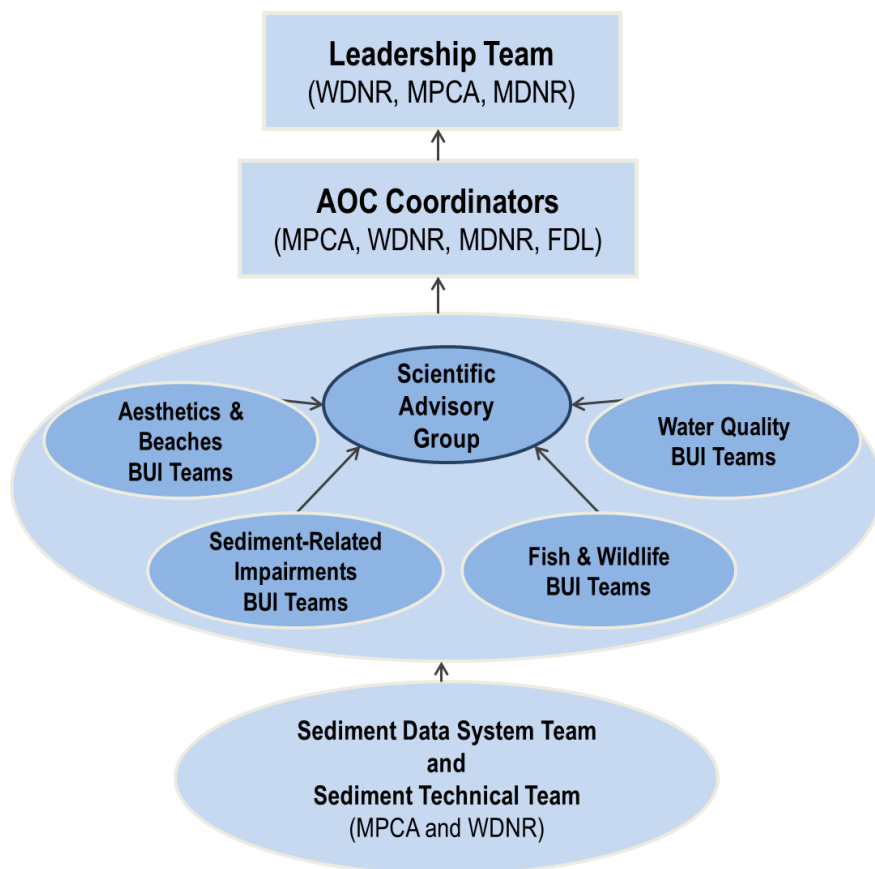 Leadership Team
(WDNR, MPCA, MDNR)
AOC Coordinators
(MPCA, WDNR, MDNR, FDL)
Scientific
Advisory
Group
Aesthetics &
Beaches
BUI Teams
Water Quality
BUI Teams
Sediment-Related
Impairments
BUI Teams
Fish & Wildlife
BUI Teams
Sediment Data System Team
and
Sediment Technical Team
(MPCA and WDNR)